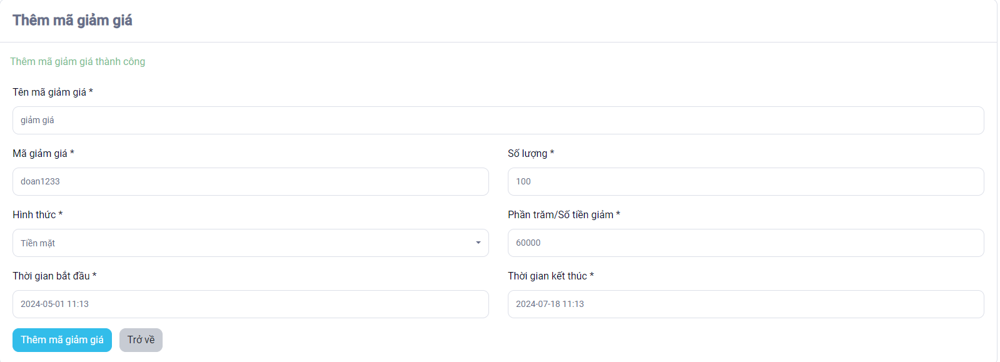 Thêm mã giảm giá
Thêm mã giảm giá thành công
Tên mã giảm giá *
giảm giá
Mã giảm giá *
Số lượng *
doan1233
100
Hình thức *
Phần trăm/Số tiền giảm *
Tiền mặt
60000
Thời gian bắt đầu *
Thời gian kết thúc *
2024-05-01 11:13
2024-07-18 11:13
Thêm mã giảm giá
Trở về